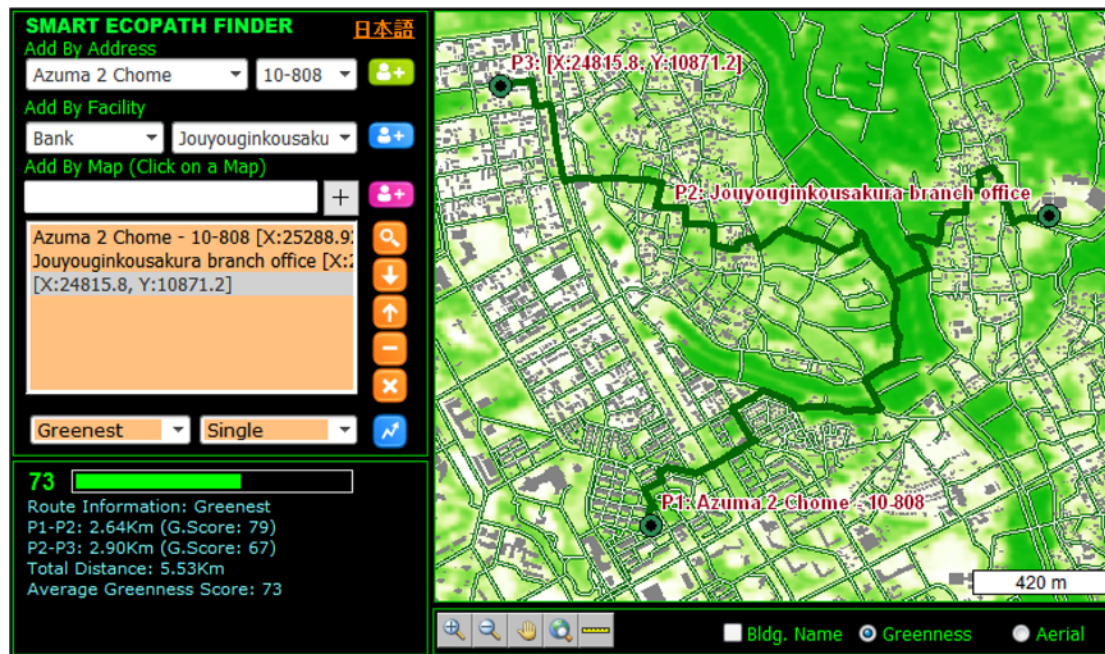 SMART ECOPATH FINDER
日本語
Add By Address
Azuma 2 Chome
10-808
Add By Facility
Bank
Jouyouginkousaku
Add By Map (Click on a Map)
Azuma 2 Chome - 10-808 [X:25288.92
Jouyouginkousakura branch office [X:2
[X:24815.8, Y:10871.2]
Greenest
Single
73
Route Information: Greenest
P1-P2: 2.64Km (G.Score: 79)
P2-P3: 2.90Km (G.Score: 67)
Total Distance: 5.53Km
Average Greenness Score: 73
P3: [X:24815.8, Y:10871.2]
P2: Jouyouginkousakura branch office
P1: Azuma 2 Chome - 10-808
420 m
Bldg. Name
Greenness
Aerial